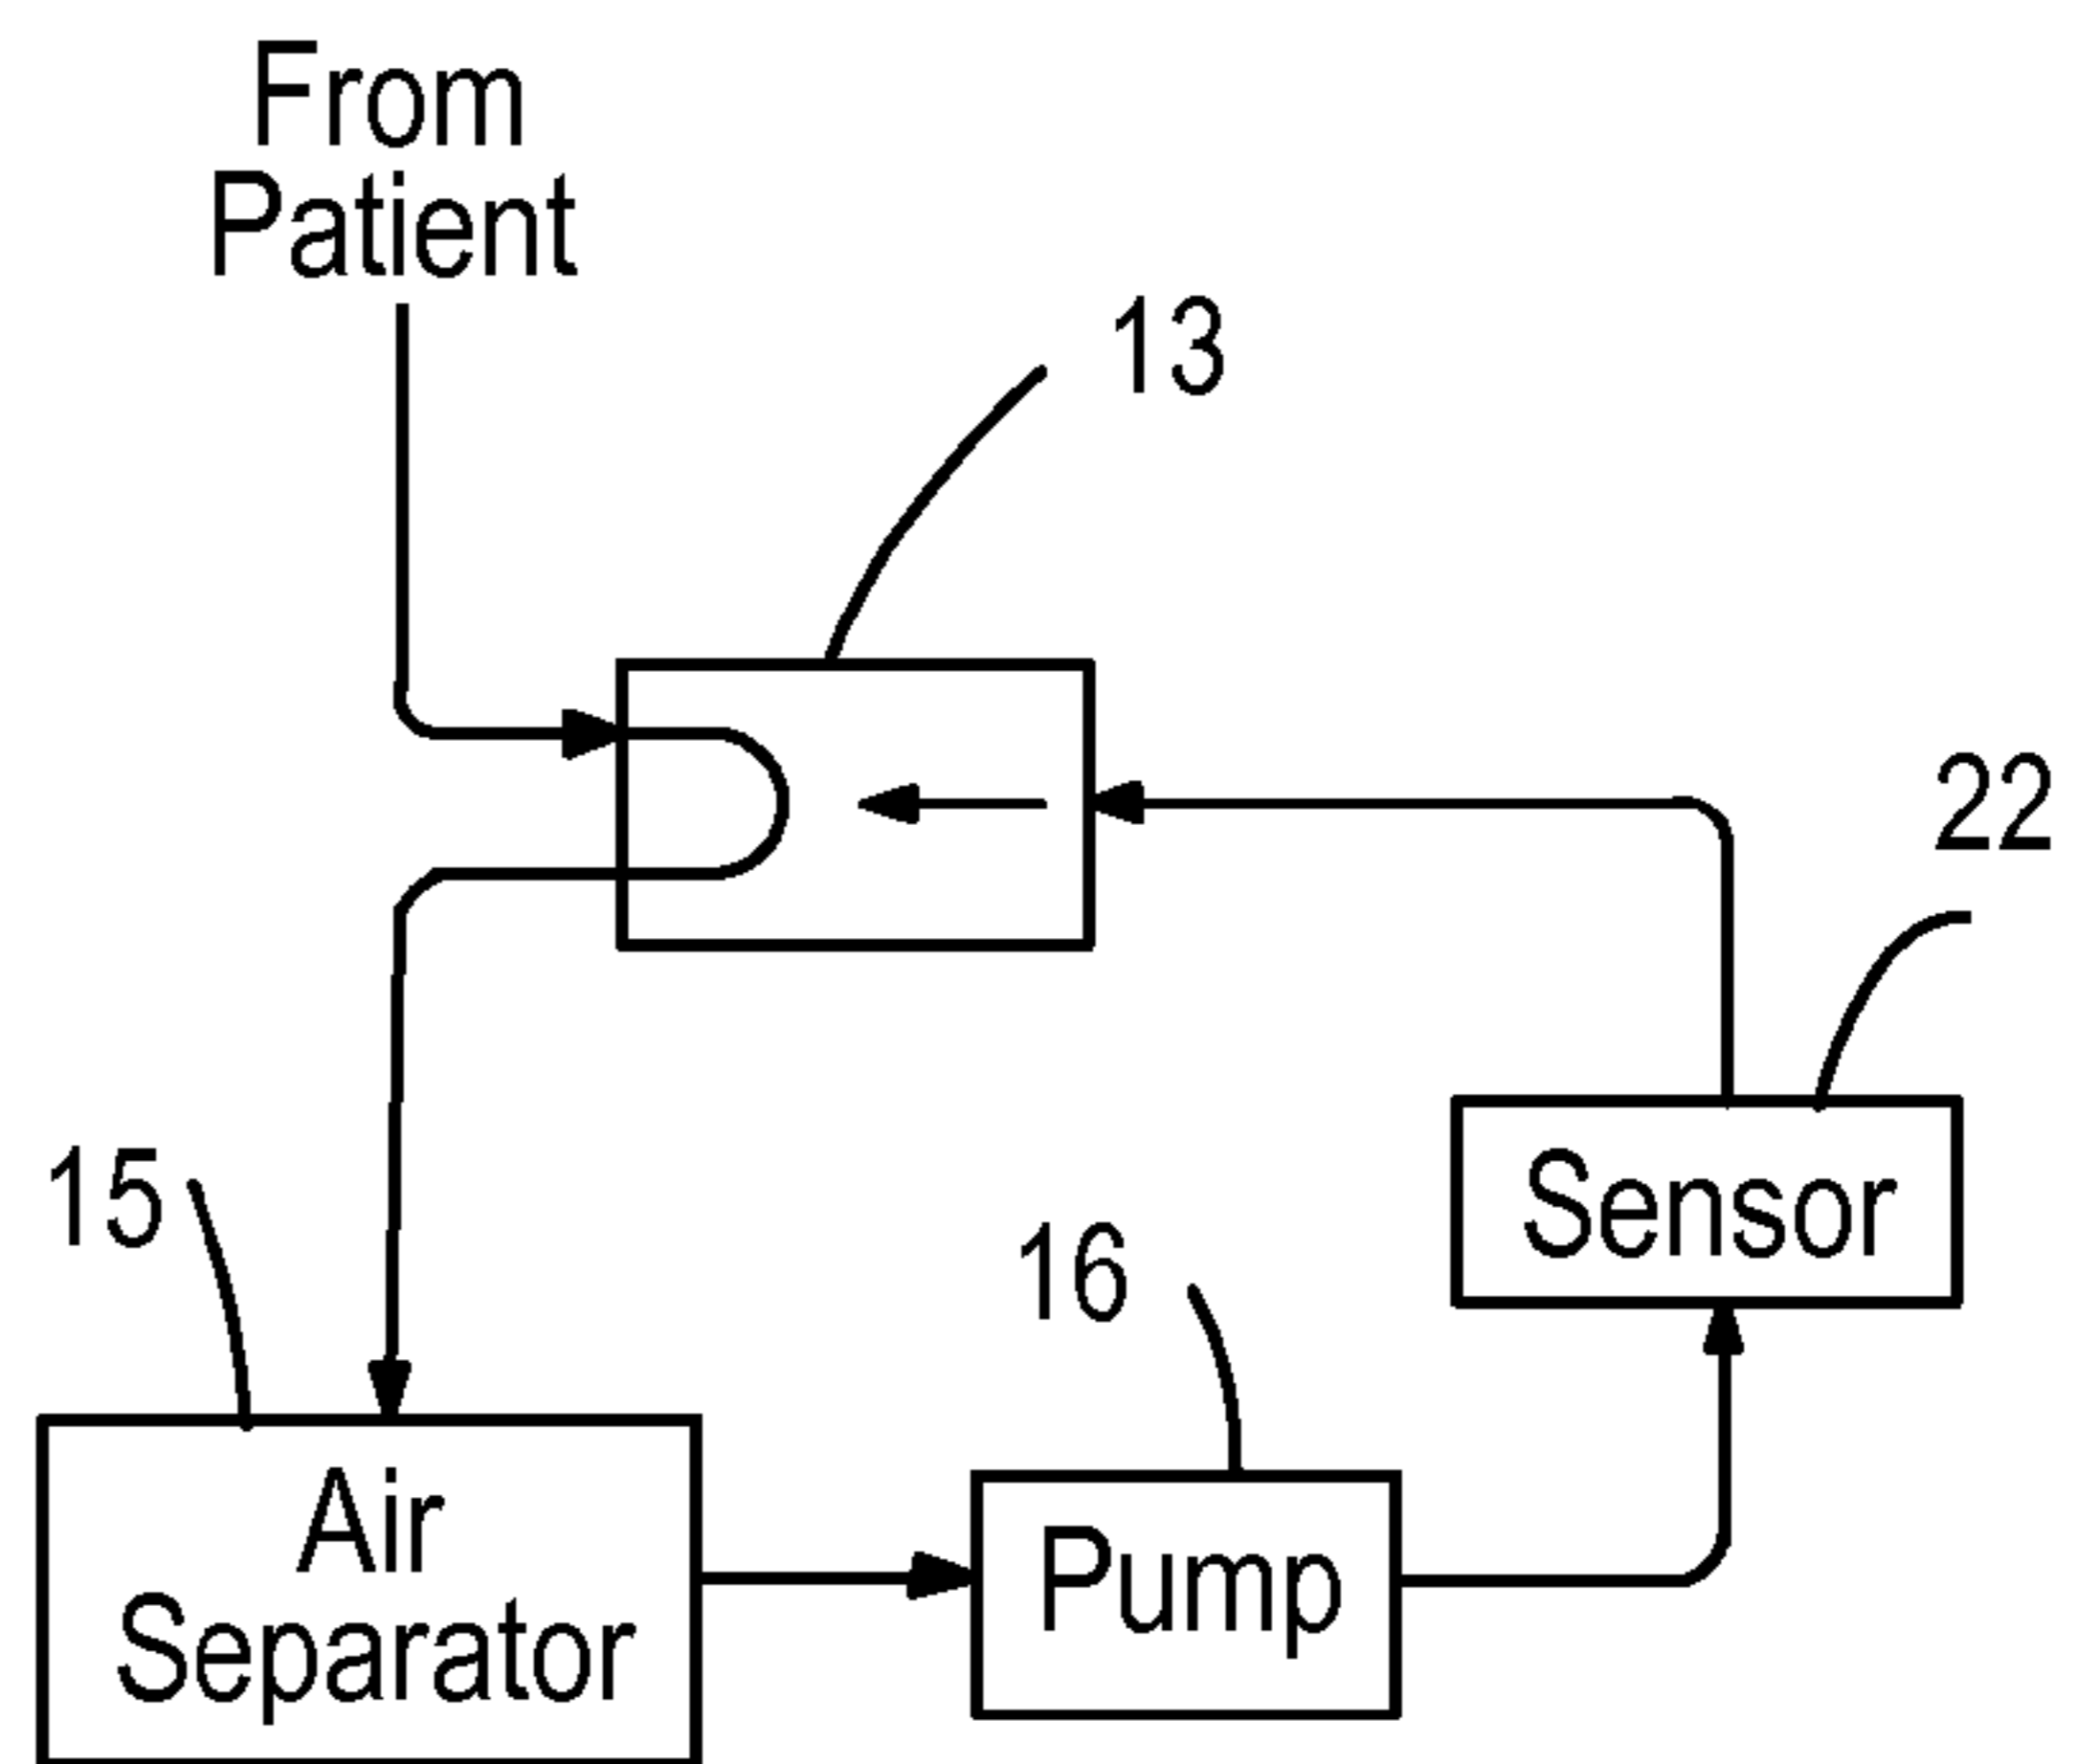 From
Patient
13
22
15
16
Sensor
Air
Separator
Pump